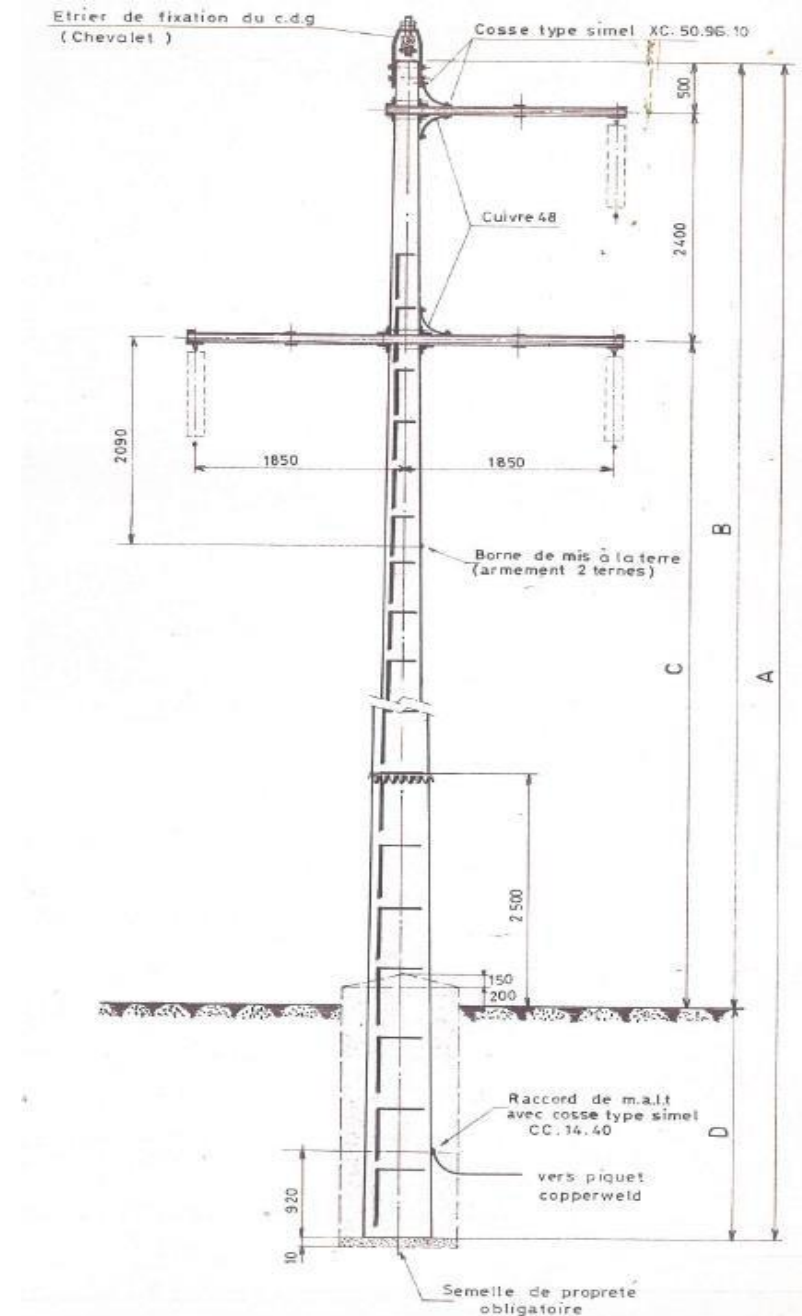 Etrier de fixation du c.d.g
(Chevalet )
Cosse type simel XC. 50.96.10
500
2400
Cuivre 48
2090
1850
1850
B
Borne de mis à la terre
(armement 2 ternes)
C
A
2500
150
200
Raccord de m.a.l.t
avec cosse type simel
CC. 14.40
D
vers piquet
copperweld
920
10
Semelle de propreté
obligatoire